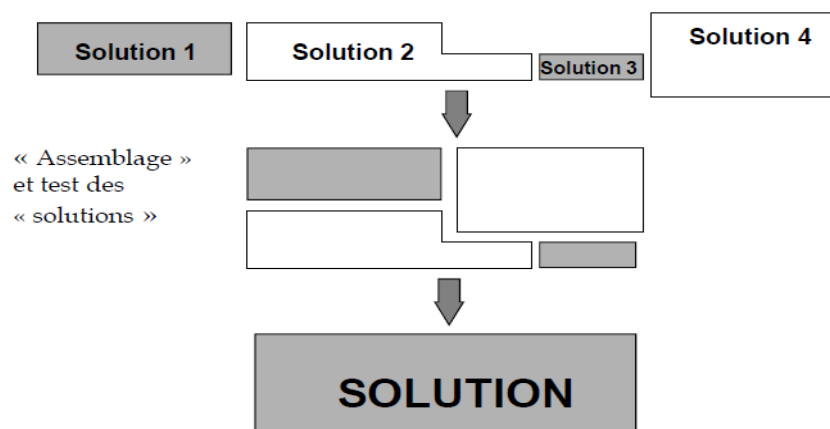 Solution 1
Solution 2
Solution 3
Solution 4
« Assemblage »
et test des
« solutions »
SOLUTION